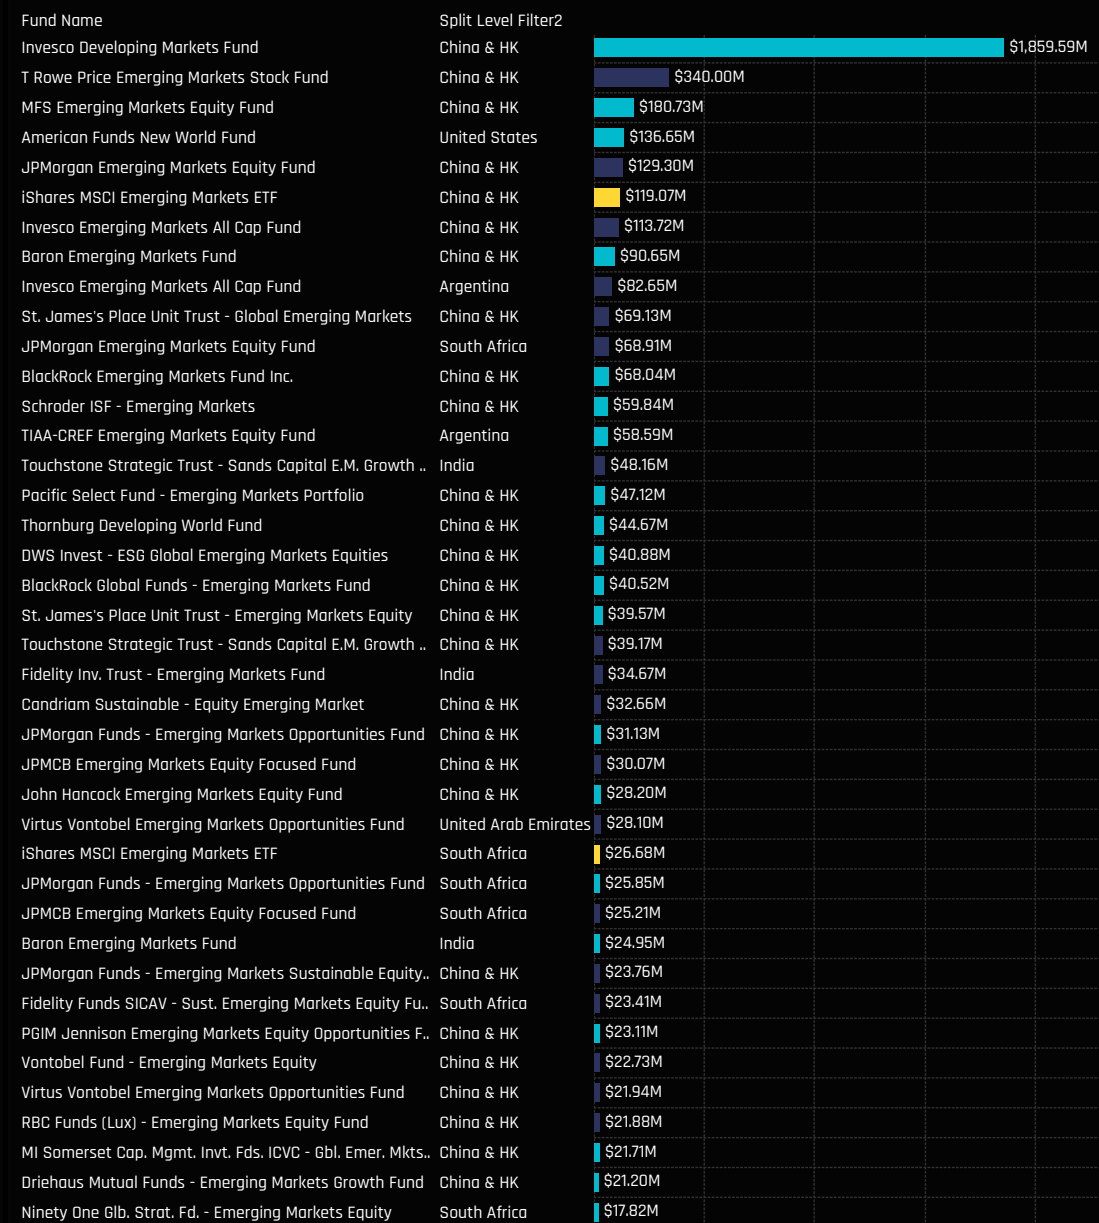 Fund Name Split Level Filter2
Invesco Developing Markets Fund China & HK $1,859.59M
T Rowe Price Emerging Markets Stock Fund China & HK $340.00M
MFS Emerging Markets Equity Fund China & HK $180.73M
American Funds New World Fund United States $136.65M
JPMorgan Emerging Markets Equity Fund China & HK $129.30M
iShares MSCI Emerging Markets ETF China & HK $119.07M
Invesco Emerging Markets All Cap Fund China & HK $113.72M
Baron Emerging Markets Fund China & HK $90.65M
Invesco Emerging Markets All Cap Fund Argentina $82.65M
St. James's Place Unit Trust - Global Emerging Markets China & HK $69.13M
JPMorgan Emerging Markets Equity Fund South Africa $68.91M
BlackRock Emerging Markets Fund Inc. China & HK $68.04M
Schroder ISF - Emerging Markets China & HK $59.84M
TIAA-CREF Emerging Markets Equity Fund Argentina $58.59M
Touchstone Strategic Trust - Sands Capital E.M. Growth .. India $48.16M
Pacific Select Fund - Emerging Markets Portfolio China & HK $47.12M
Thornburg Developing World Fund China & HK $44.67M
DWS Invest - ESG Global Emerging Markets Equities China & HK $40.88M
BlackRock Global Funds - Emerging Markets Fund China & HK $40.52M
St. James's Place Unit Trust - Emerging Markets Equity China & HK $39.57M
Touchstone Strategic Trust - Sands Capital E.M. Growth .. China & HK $39.17M
Fidelity Inv. Trust - Emerging Markets Fund India $34.67M
Candriam Sustainable - Equity Emerging Market China & HK $32.66M
JPMorgan Funds - Emerging Markets Opportunities Fund China & HK $31.13M
JPMCB Emerging Markets Equity Focused Fund China & HK $30.07M
John Hancock Emerging Markets Equity Fund China & HK $28.20M
Virtus Vontobel Emerging Markets Opportunities Fund United Arab Emirates $28.10M
iShares MSCI Emerging Markets ETF South Africa $26.68M
JPMorgan Funds - Emerging Markets Opportunities Fund South Africa $25.85M
JPMCB Emerging Markets Equity Focused Fund South Africa $25.21M
Baron Emerging Markets Fund India $24.95M
JPMorgan Funds - Emerging Markets Sustainable Equity.. China & HK $23.76M
Fidelity Funds SICAV - Sust. Emerging Markets Equity Fu.. South Africa $23.41M
PGIM Jennison Emerging Markets Equity Opportunities F.. China & HK $23.11M
Vontobel Fund - Emerging Markets Equity China & HK $22.73M
Virtus Vontobel Emerging Markets Opportunities Fund China & HK $21.94M
RBC Funds (Lux) - Emerging Markets Equity Fund China & HK $21.88M
MI Somerset Cap. Mgmt. Invt. Fds. ICVC - Gbl. Emer. Mkts.. China & HK $21.71M
Driehaus Mutual Funds - Emerging Markets Growth Fund China & HK $21.20M
Ninety One Glb. Strat. Fd. - Emerging Markets Equity South Africa $17.82M